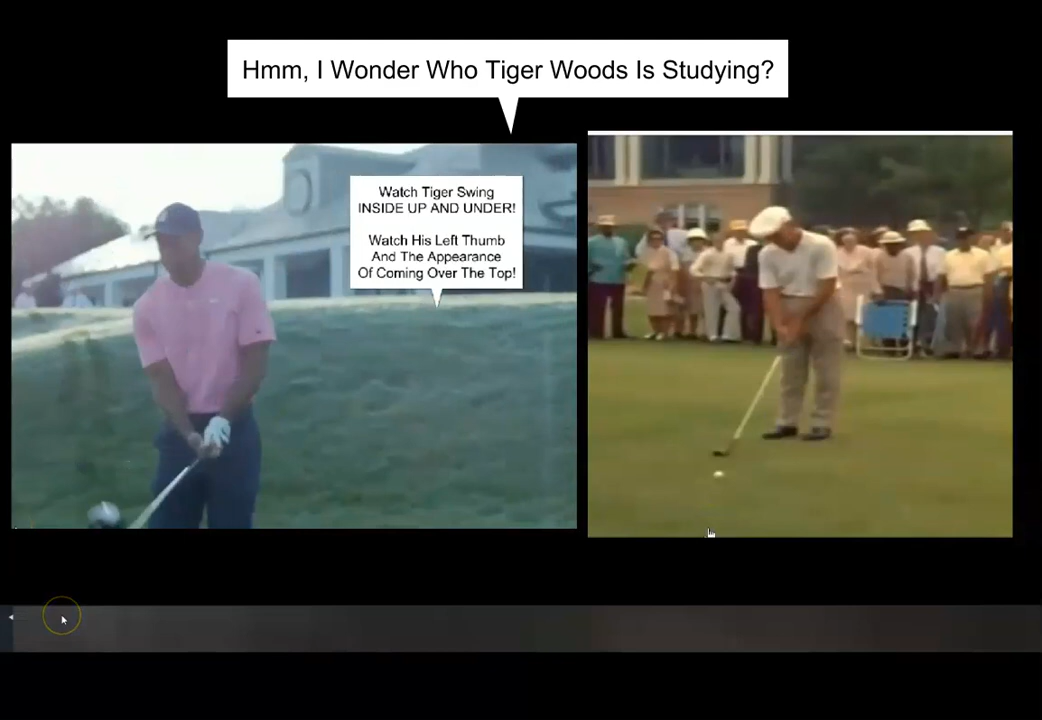 Hmm, I Wonder Who Tiger Woods Is Studying?
Watch Tiger Swing
INSIDE UP AND UNDER!
Watch His Left Thumb
And The Appearance
Of Coming Over The Top!